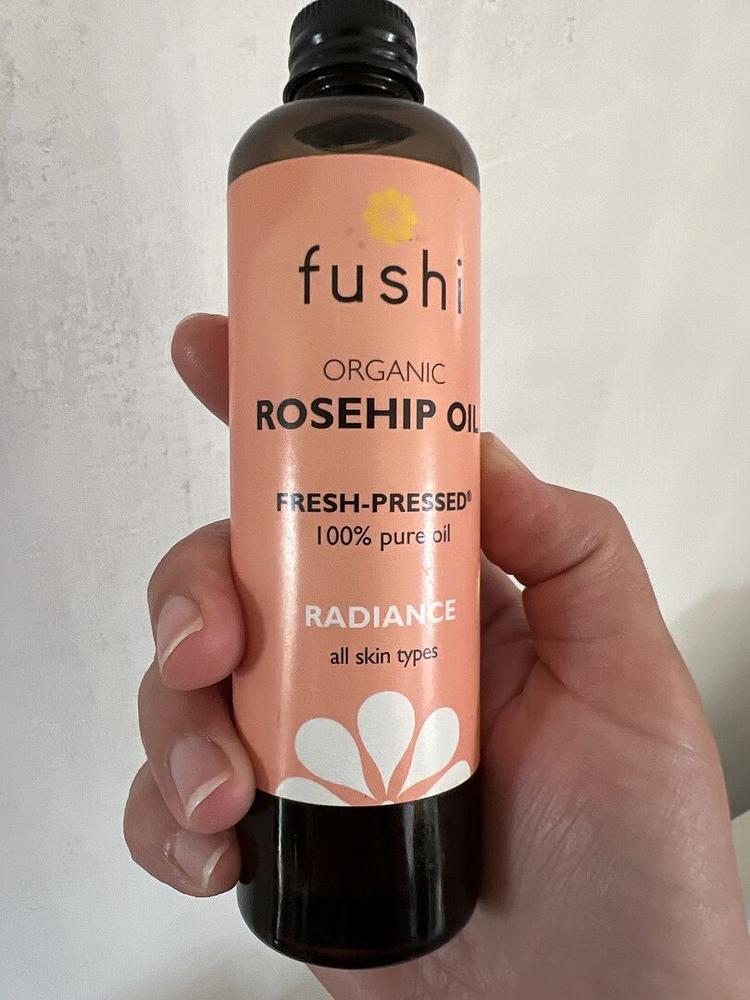 fushi
ORGANIC
ROSEHIP OIL
FRESH-PRESSED®
100% pure oil
RADIANCE
all skin types